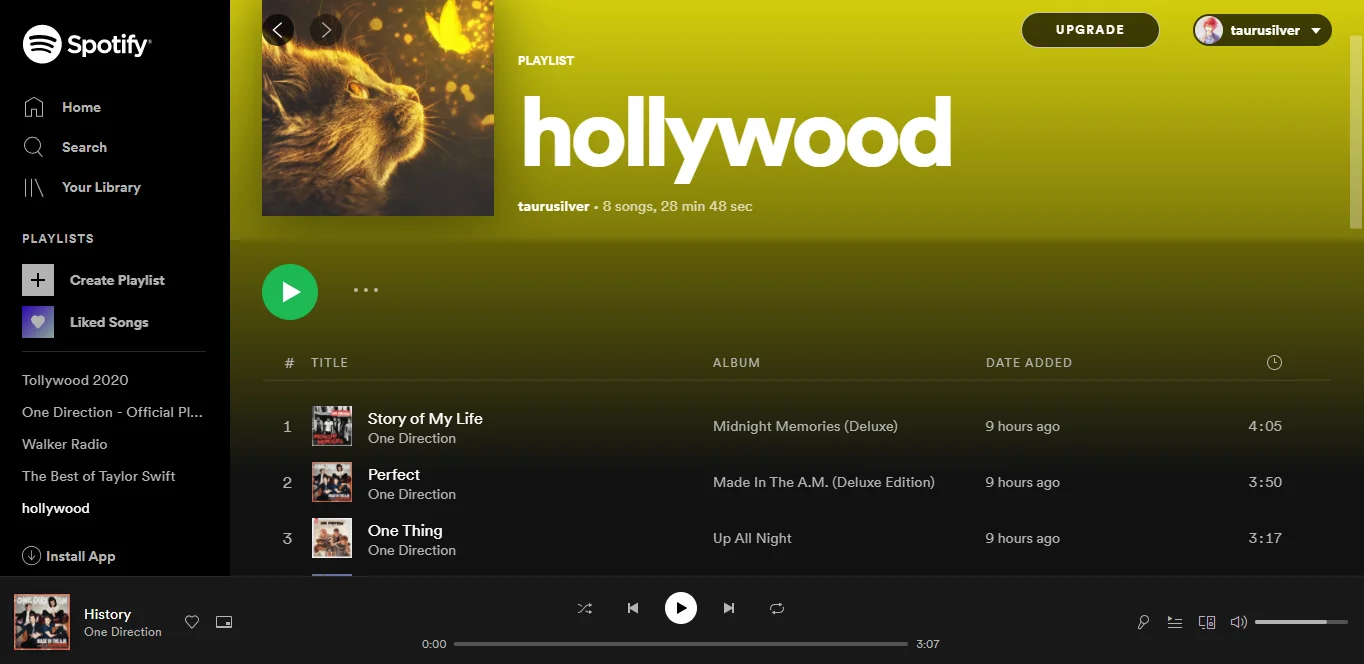 Spotify
Home
Search
Your Library
PLAYLISTS
Create Playlist
Liked Songs
Tollywood 2020
One Direction - Official Pl...
Walker Radio
The Best of Taylor Swift
hollywood
Install App
UPGRADE
taurusilver
PLAYLIST
hollywood
taurusilver • 8 songs, 28 min 48 sec
# TITLE ALBUM DATE ADDED
1 Story of My Life Midnight Memories (Deluxe) 9 hours ago 4:05
One Direction
2 Perfect Made In The A.M. (Deluxe Edition) 9 hours ago 3:50
One Direction
3 One Thing Up All Night 9 hours ago 3:17
One Direction
History
One Direction
0:00 3:07